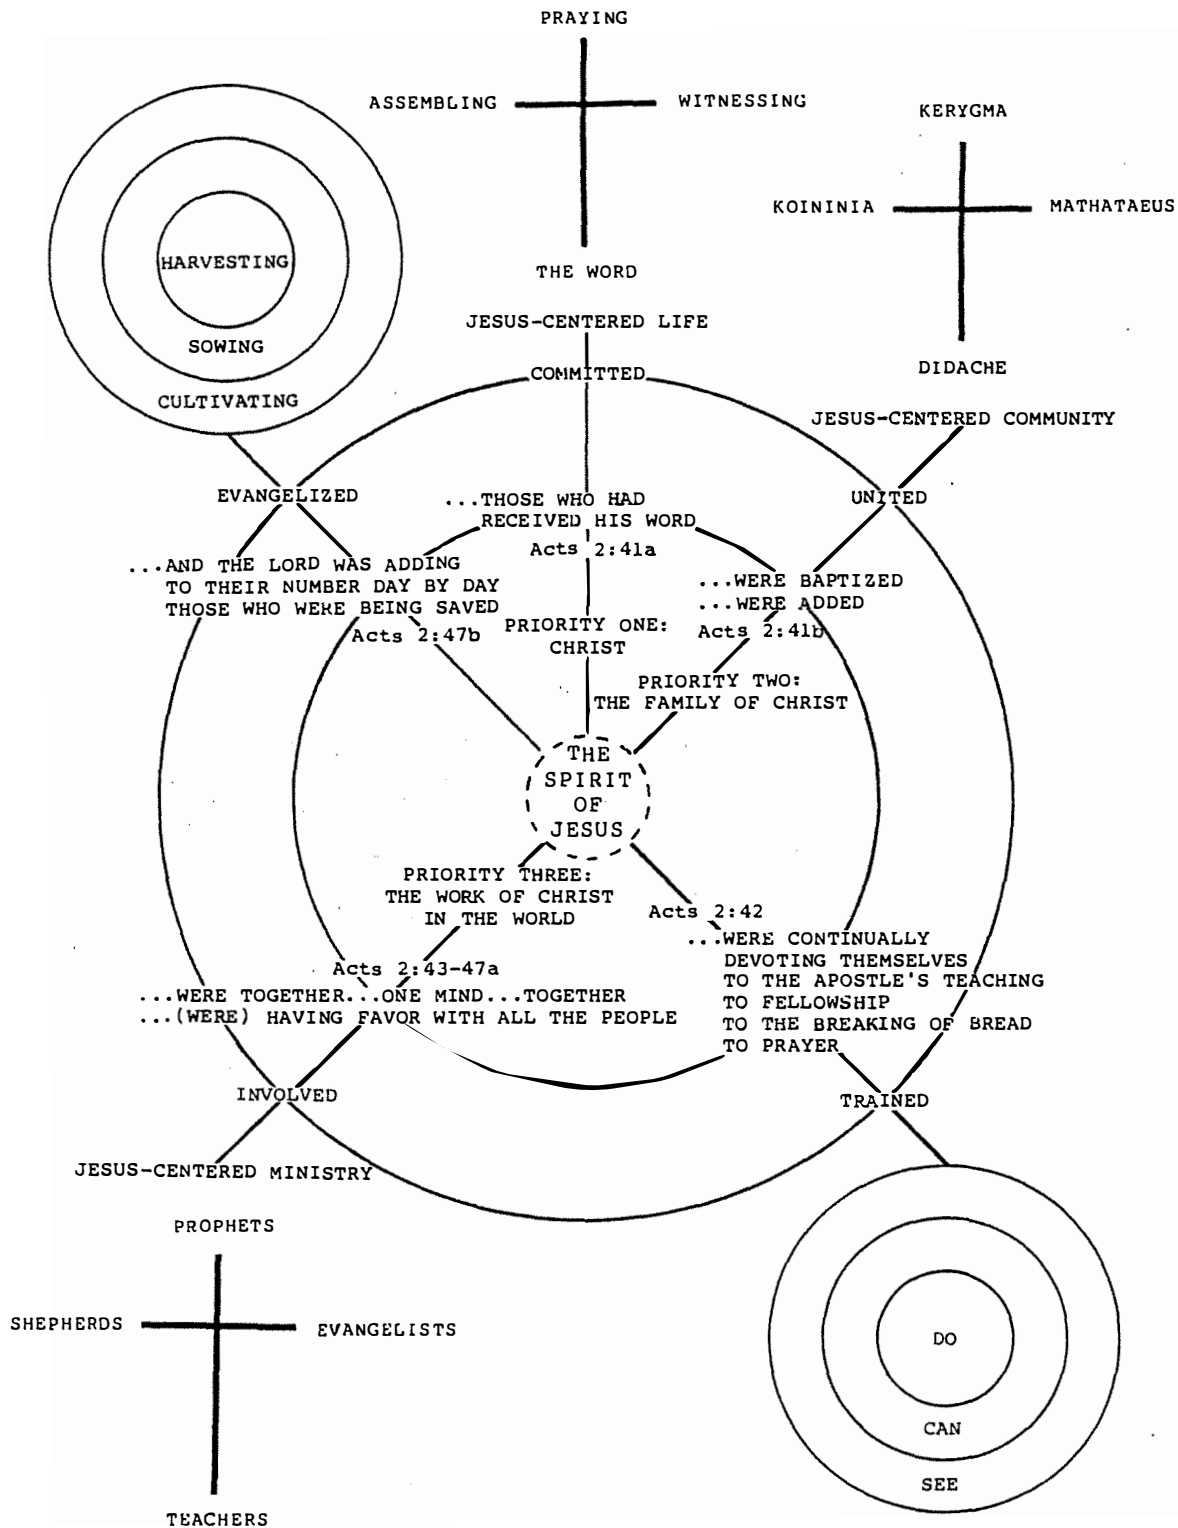 PRAYING
ASSEMBLING
WITNESSING
THE WORD
KERYGMA
KOININIA
MATHATAEUS
DIDACHE
HARVESTING
SOWING
CULTIVATING
JESUS-CENTERED LIFE
COMMITTED
JESUS-CENTERED COMMUNITY
EVANGELIZED
UNITED
...THOSE WHO HAD
RECEIVED HIS WORD
Acts 2:41a
...AND THE LORD WAS ADDING
TO THEIR NUMBER DAY BY DAY
THOSE WHO WERE BEING SAVED
Acts 2:47b
...WERE BAPTIZED
...WERE ADDED
Acts 2:41b
PRIORITY ONE:
CHRIST
PRIORITY TWO:
THE FAMILY OF CHRIST
THE
SPIRIT
OF
JESUS
PRIORITY THREE:
THE WORK OF CHRIST
IN THE WORLD
Acts 2:43-47a
...WERE TOGETHER...ONE MIND...TOGETHER
...(WERE) HAVING FAVOR WITH ALL THE PEOPLE
Acts 2:42
...WERE CONTINUALLY
DEVOTING THEMSELVES
TO THE APOSTLE'S TEACHING
TO FELLOWSHIP
TO THE BREAKING OF BREAD
TO PRAYER
INVOLVED
TRAINED
JESUS-CENTERED MINISTRY
PROPHETS
SHEPHERDS
EVANGELISTS
TEACHERS
DO
CAN
SEE